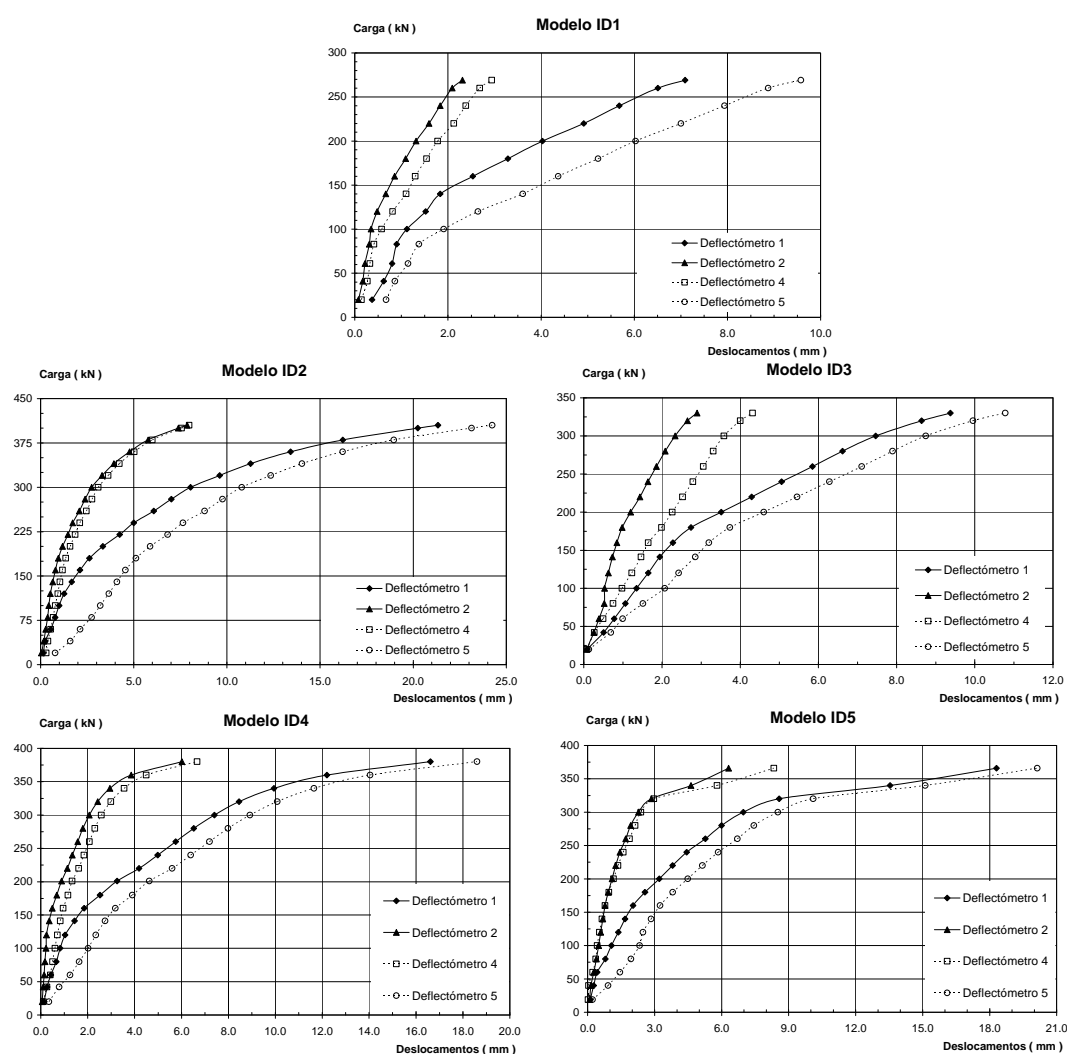 Carga ( kN )
Modelo ID1
300
250
200
150
100
50
0
0.0 2.0 4.0 6.0 8.0 10.0
Deslocamentos ( mm )
Deflectómetro 1
Deflectómetro 2
Deflectómetro 4
Deflectómetro 5
Carga ( kN )
Modelo ID2
450
375
300
225
150
75
0
0.0 5.0 10.0 15.0 20.0 25.0
Deslocamentos ( mm )
Deflectómetro 1
Deflectómetro 2
Deflectómetro 4
Deflectómetro 5
Carga ( kN )
Modelo ID3
350
300
250
200
150
100
50
0
0.0 2.0 4.0 6.0 8.0 10.0 12.0
Deslocamentos ( mm )
Deflectómetro 1
Deflectómetro 2
Deflectómetro 4
Deflectómetro 5
Carga ( kN )
Modelo ID4
400
350
300
250
200
150
100
50
0
0.0 2.0 4.0 6.0 8.0 10.0 12.0 14.0 16.0 18.0 20.0
Deslocamentos ( mm )
Deflectómetro 1
Deflectómetro 2
Deflectómetro 4
Deflectómetro 5
Carga ( kN )
Modelo ID5
400
350
300
250
200
150
100
50
0
0.0 3.0 6.0 9.0 12.0 15.0 18.0 21.0
Deslocamentos ( mm )
Deflectómetro 1
Deflectómetro 2
Deflectómetro 4
Deflectómetro 5